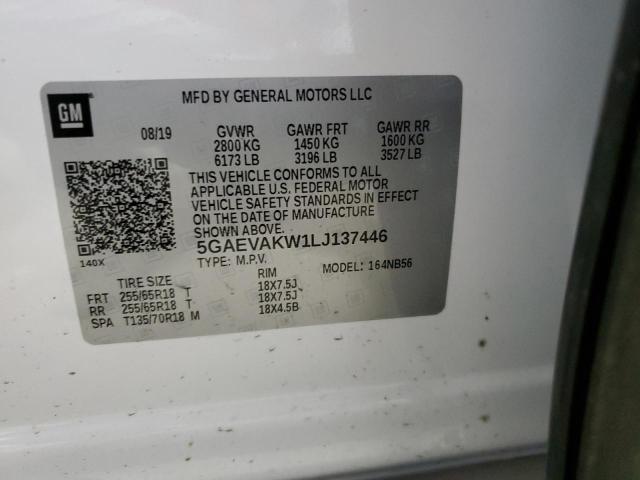 GM
MFD BY GENERAL MOTORS LLC
08/19 GVWR GAWR FRT GAWR RR
2800 KG 1450 KG 1600 KG
6173 LB 3196 LB 3527 LB
THIS VEHICLE CONFORMS TO ALL
APPLICABLE U.S. FEDERAL MOTOR
VEHICLE SAFETY STANDARDS IN EFFECT
ON THE DATE OF MANUFACTURE
SHOWN ABOVE.
5GAEVAKW1LJ137446
140X
TYPE: M.P.V. MODEL: 164NB56
TIRE SIZE RIM
FRT 255/65R18 T 18X7.5J
RR 255/65R18 T 18X7.5J
SPA T135/70R18 M 18X4.5B